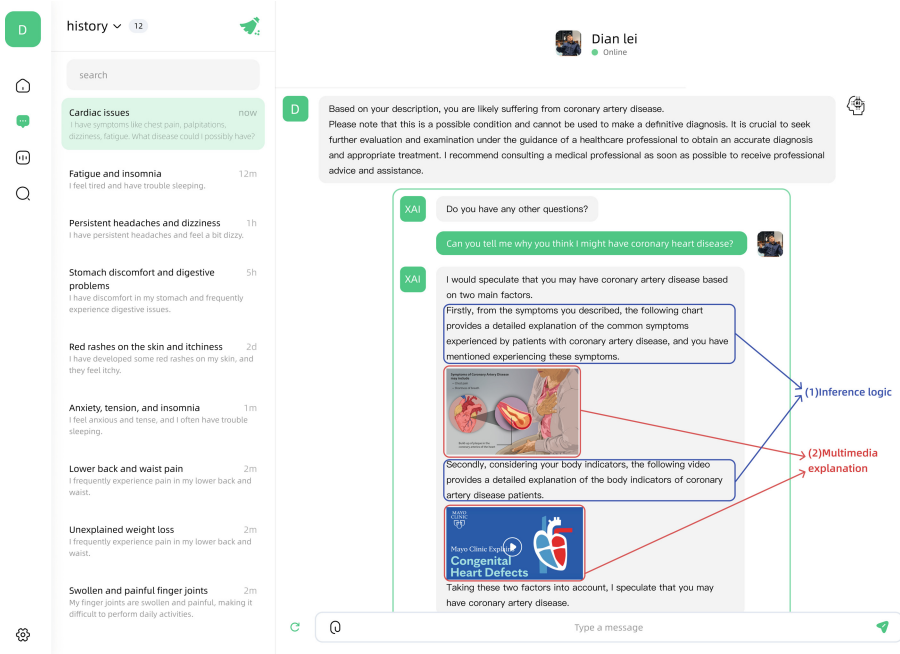 D
history
12
search
Cardiac issues
now
I have symptoms like chest pain, palpitations,
dizziness, fatigue. What disease could I possibly have?
Fatigue and insomnia
12m
I feel tired and have trouble sleeping.
Persistent headaches and dizziness
1h
I have persistent headaches and feel a bit dizzy.
Stomach discomfort and digestive
problems
5h
I have discomfort in my stomach and frequently
experience digestive issues.
Red rashes on the skin and itchiness
2d
I have developed some red rashes on my skin, and
they feel itchy.
Anxiety, tension, and insomnia
1m
I feel anxious and tense, and I often have trouble
sleeping.
Lower back and waist pain
2m
I frequently experience pain in my lower back and
waist.
Unexplained weight loss
2m
I frequently experience pain in my lower back and
waist.
Swollen and painful finger joints
2m
My finger joints are swollen and painful, making it
difficult to perform daily activities.
Dian lei
Online
D
Based on your description, you are likely suffering from coronary artery disease.
Please note that this is a possible condition and cannot be used to make a definitive diagnosis. It is crucial to seek
further evaluation and examination under the guidance of a healthcare professional to obtain an accurate diagnosis
and appropriate treatment. I recommend consulting a medical professional as soon as possible to receive professional
advice and assistance.
XAI
Do you have any other questions?
Can you tell me why you think I might have coronary heart disease?
XAI
I would speculate that you may have coronary artery disease based
on two main factors.
Firstly, from the symptoms you described, the following chart
provides a detailed explanation of the common symptoms
experienced by patients with coronary artery disease, and you have
mentioned experiencing these symptoms.
Symptoms of Coronary Artery Disease
may include
Secondly, considering your body indicators, the following video
provides a detailed explanation of the body indicators of coronary
artery disease patients.
MAYO
CLINIC
Mayo Clinic Explains
Congenital
Heart Defects
Taking these two factors into account, I speculate that you may
have coronary artery disease.
(1)Inference logic
(2)Multimedia
explanation
Type a message